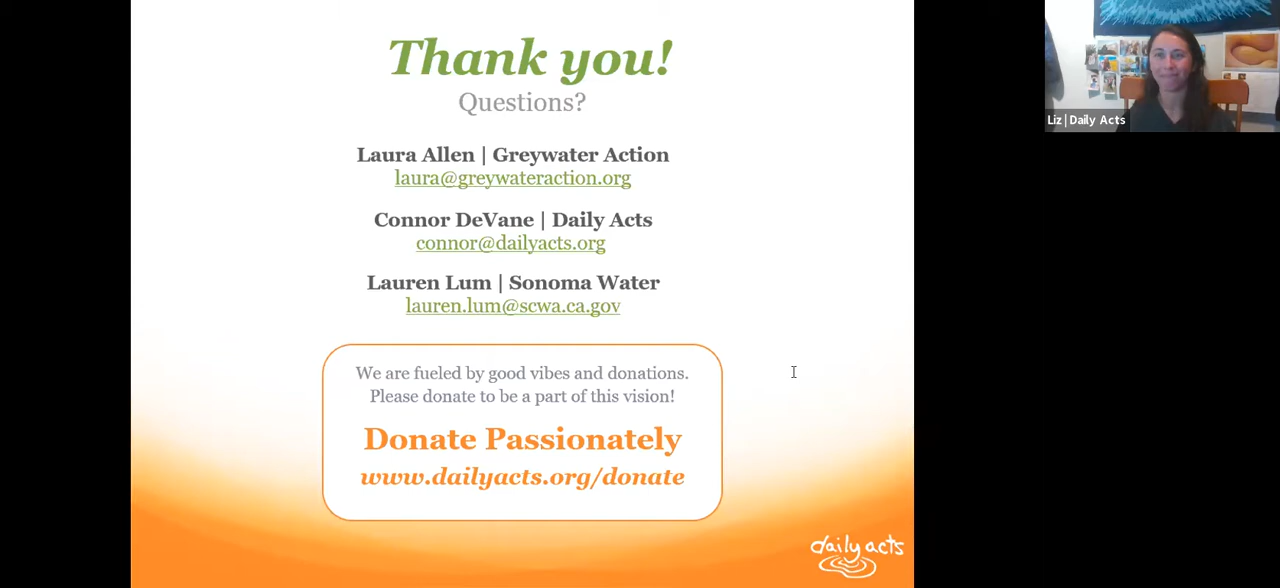 Thank you!
Questions?
Laura Allen | Greywater Action
laura@greywateraction.org
Connor DeVane | Daily Acts
connor@dailyacts.org
Lauren Lum | Sonoma Water
lauren.lum@scwa.ca.gov
We are fueled by good vibes and donations.
Please donate to be a part of this vision!
Donate Passionately
www.dailyacts.org/donate
daily acts
Liz | Daily Acts